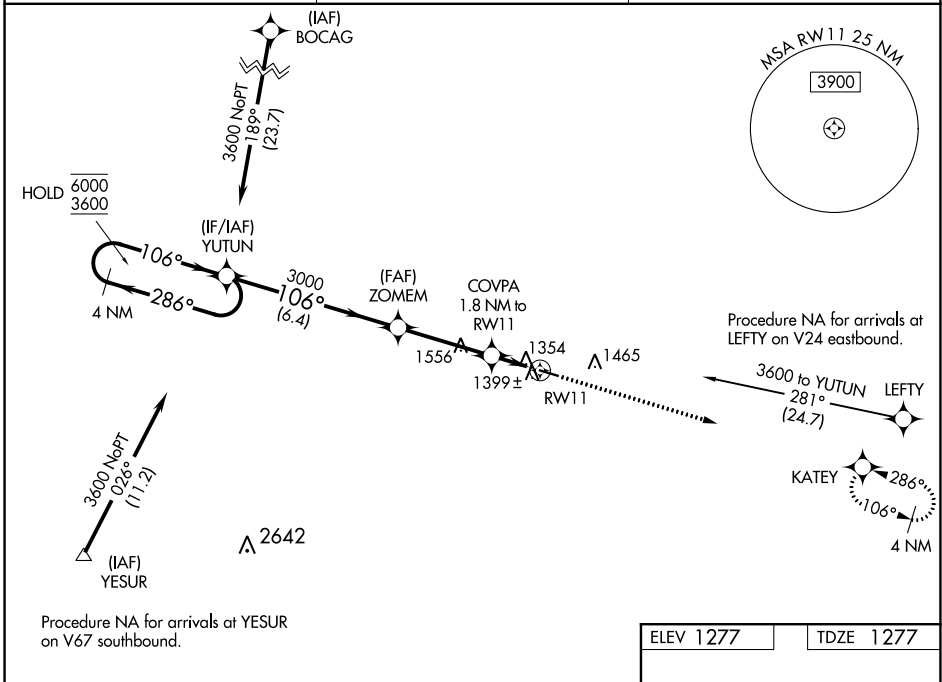 (IAF)
BOCAG
MSA RW11 25 NM
3900
3600 NoPT
189°
(23.7)
HOLD 6000
3600
(IF/IAF)
YUTUN
106°
286°
4 NM
3000
106°
(6.4)
(FAF)
ZOMEM
COVPA
1.8 NM to
RW11
1556
1354
1465
1399±
RW11
Procedure NA for arrivals at
LEFTY on V24 eastbound.
3600 to YUTUN
281°
(24.7)
LEFTY
KATEY
286°
106°
4 NM
3600 NoPT
026°
(11.2)
(IAF)
YESUR
2642
Procedure NA for arrivals at YESUR
on V67 southbound.
ELEV 1277
TDZE 1277